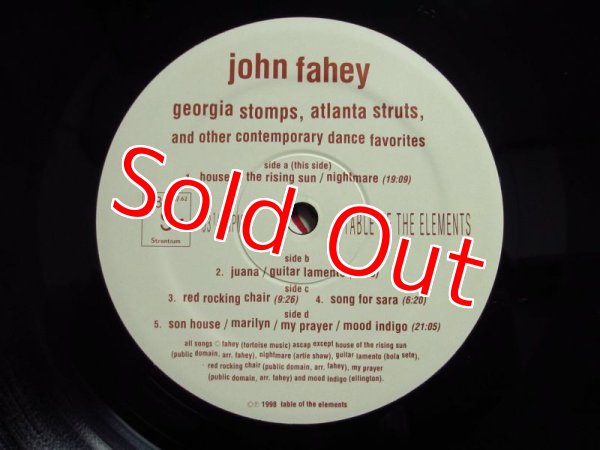 john fahey
georgia stomps, atlanta struts,
and other contemporary dance favorites
side a (this side)
house the rising sun / nightmare (19:09)
Sold Out
Strontium
TABLE THE ELEMENTS
side b
2. juana / guitar lamento
side c
3. red rocking chair (9:26) 4. song for sara (6:20)
side d
5. son house / marilyn / my prayer / mood indigo (21:05)
all songs © fahey (tortoise music) ascap except house of the rising sun
(public domain, arr. fahey), nightmare (artie shaw), guitar lamento (bola sete),
red rocking chair (public domain, arr. fahey), my prayer
(public domain, arr. fahey) and mood indigo (ellington).
©℗ 1998 table of the elements